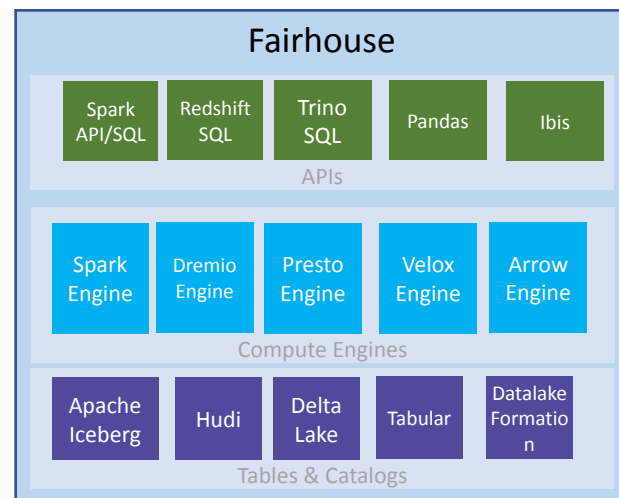 Fairhouse
Spark
API/SQL
Redshift
SQL
Trino
SQL
Pandas
Ibis
APIs
Spark
Engine
Dremio
Engine
Presto
Engine
Velox
Engine
Arrow
Engine
Compute Engines
Apache
Iceberg
Hudi
Delta
Lake
Tabular
Datalake
Formatio
n
Tables & Catalogs